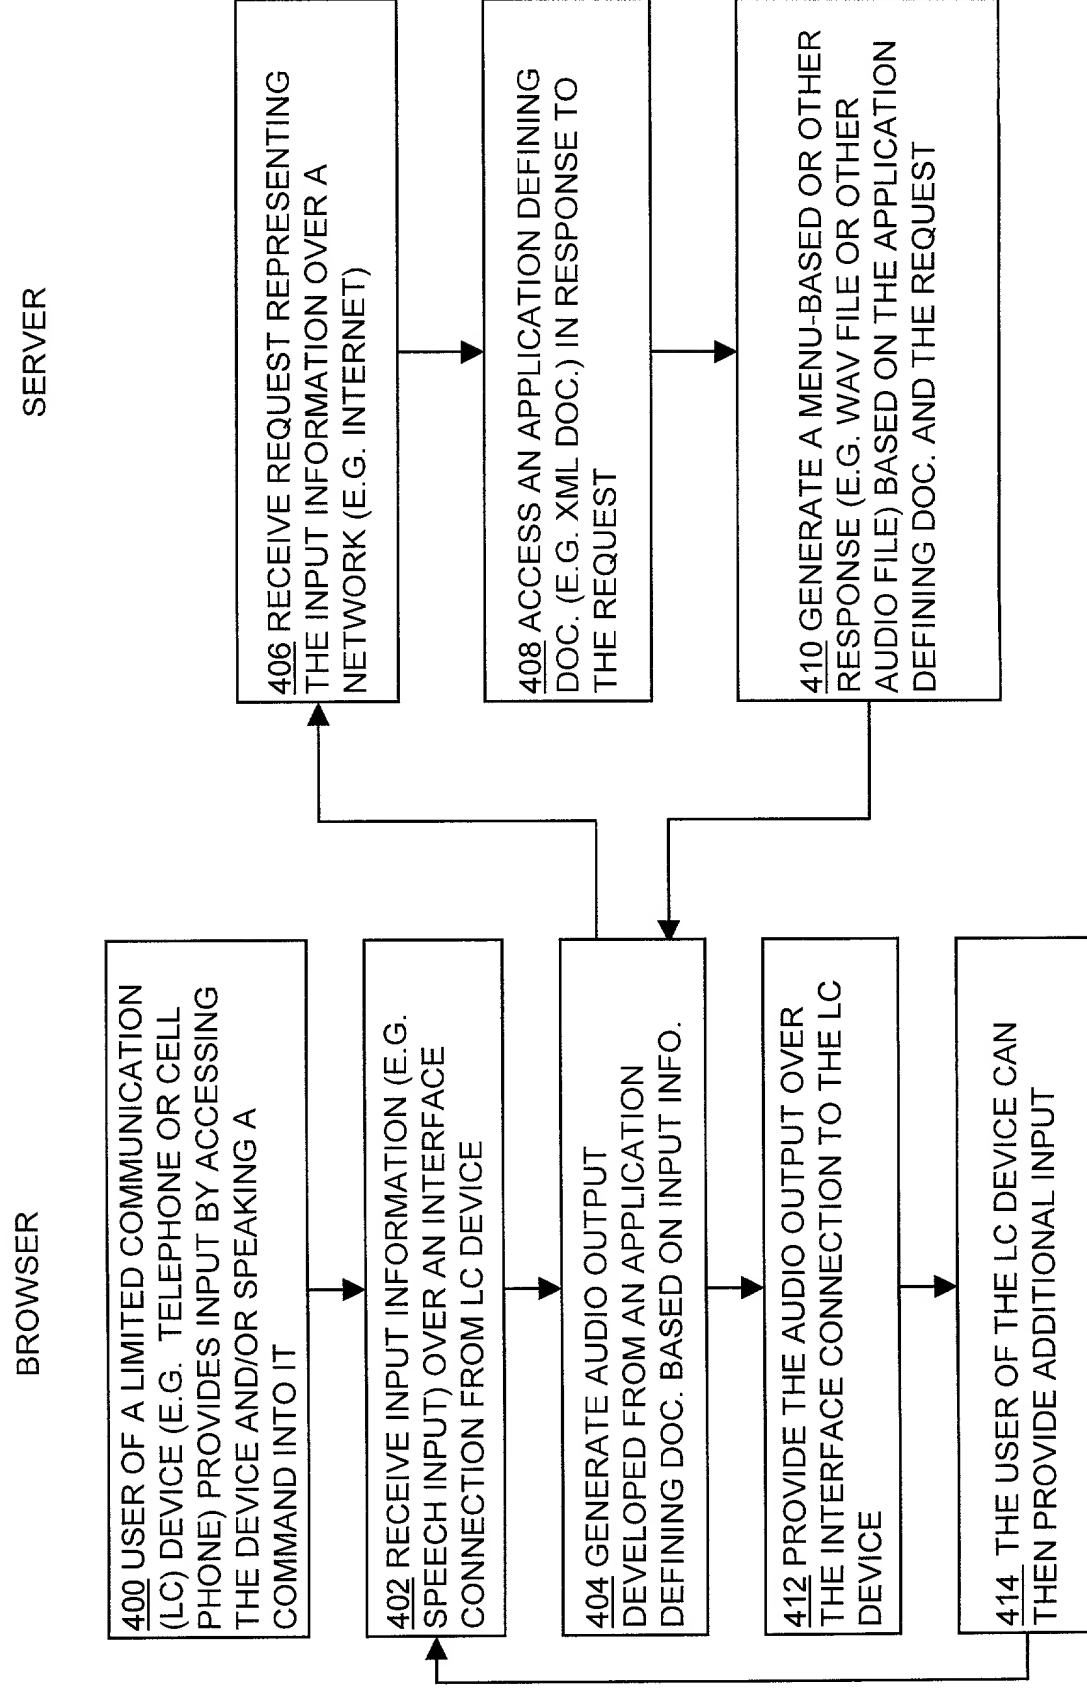 BROWSER
400 USER OF A LIMITED COMMUNICATION
(LC) DEVICE (E.G. TELEPHONE OR CELL
PHONE) PROVIDES INPUT BY ACCESSING
THE DEVICE AND/OR SPEAKING A
COMMAND INTO IT
402 RECEIVE INPUT INFORMATION (E.G.
SPEECH INPUT) OVER AN INTERFACE
CONNECTION FROM LC DEVICE
404 GENERATE AUDIO OUTPUT
DEVELOPED FROM AN APPLICATION
DEFINING DOC. BASED ON INPUT INFO.
412 PROVIDE THE AUDIO OUTPUT OVER
THE INTERFACE CONNECTION TO THE LC
DEVICE
414 THE USER OF THE LC DEVICE CAN
THEN PROVIDE ADDITIONAL INPUT
SERVER
406 RECEIVE REQUEST REPRESENTING
THE INPUT INFORMATION OVER A
NETWORK (E.G. INTERNET)
408 ACCESS AN APPLICATION DEFINING
DOC. (E.G. XML DOC.) IN RESPONSE TO
THE REQUEST
410 GENERATE A MENU-BASED OR OTHER
RESPONSE (E.G. WAV FILE OR OTHER
AUDIO FILE) BASED ON THE APPLICATION
DEFINING DOC. AND THE REQUEST